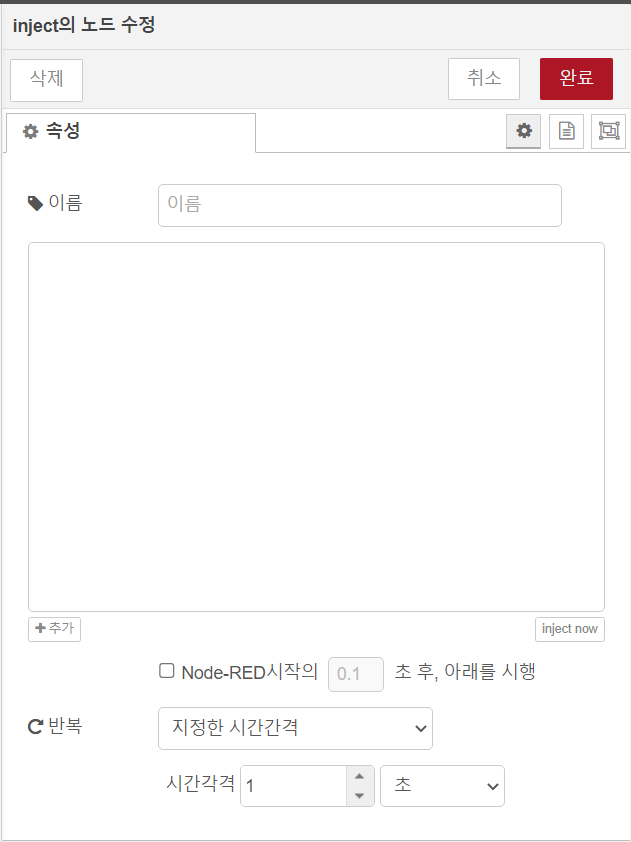 inject의 노드 수정
삭제 취소 완료
속성
이름 이름
추가 inject now
Node-RED시작의 0.1 초 후, 아래를 시행
반복 지정한 시간간격
시간각격 1 초